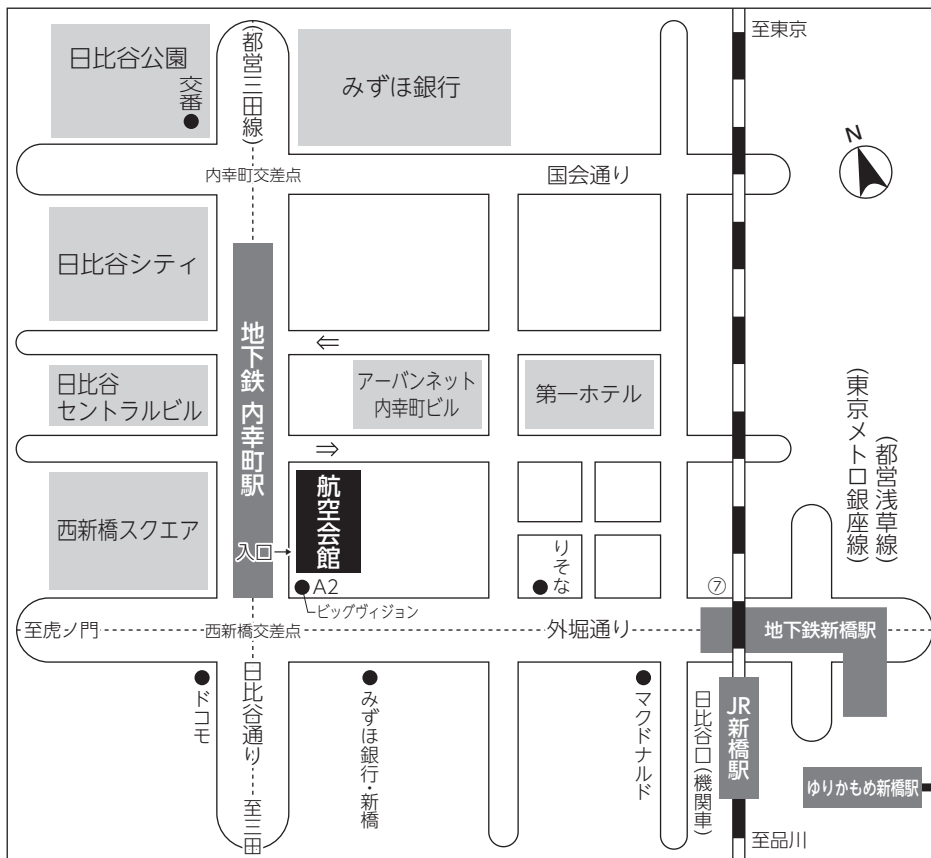 日比谷公園
交番
(都営三田線)
みずほ銀行
至東京
N
内幸町交差点
国会通り
日比谷シティ
地下鉄 内幸町駅
⇐
日比谷
セントラルビル
アーバンネット
内幸町ビル
第一ホテル
⇒
(都営浅草線)
(東京メトロ銀座線)
西新橋スクエア
入口→
航空会館
A2
ビッグヴィジョン
りそな
⑦
至虎ノ門
西新橋交差点
外堀通り
地下鉄新橋駅
ドコモ
日比谷通り
至三田
みずほ銀行・新橋
マクドナルド
日比谷口(機関車)
JR新橋駅
ゆりかもめ新橋駅
至品川